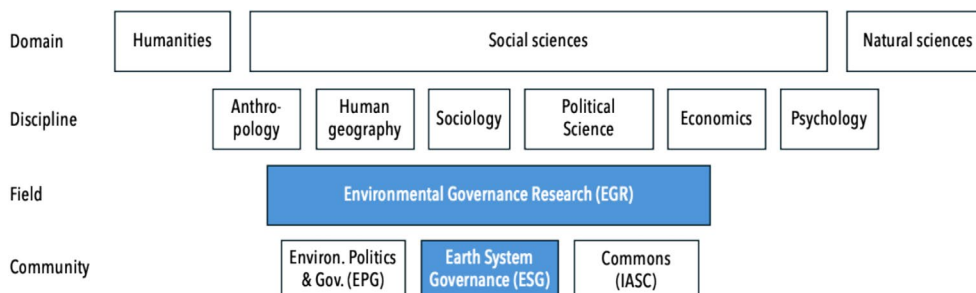 Domain
Humanities
Social sciences
Natural sciences
Discipline
Anthro-
pology
Human
geography
Sociology
Political
Science
Economics
Psychology
Field
Environmental Governance Research (EGR)
Community
Environ. Politics
& Gov. (EPG)
Earth System
Governance (ESG)
Commons
(IASC)